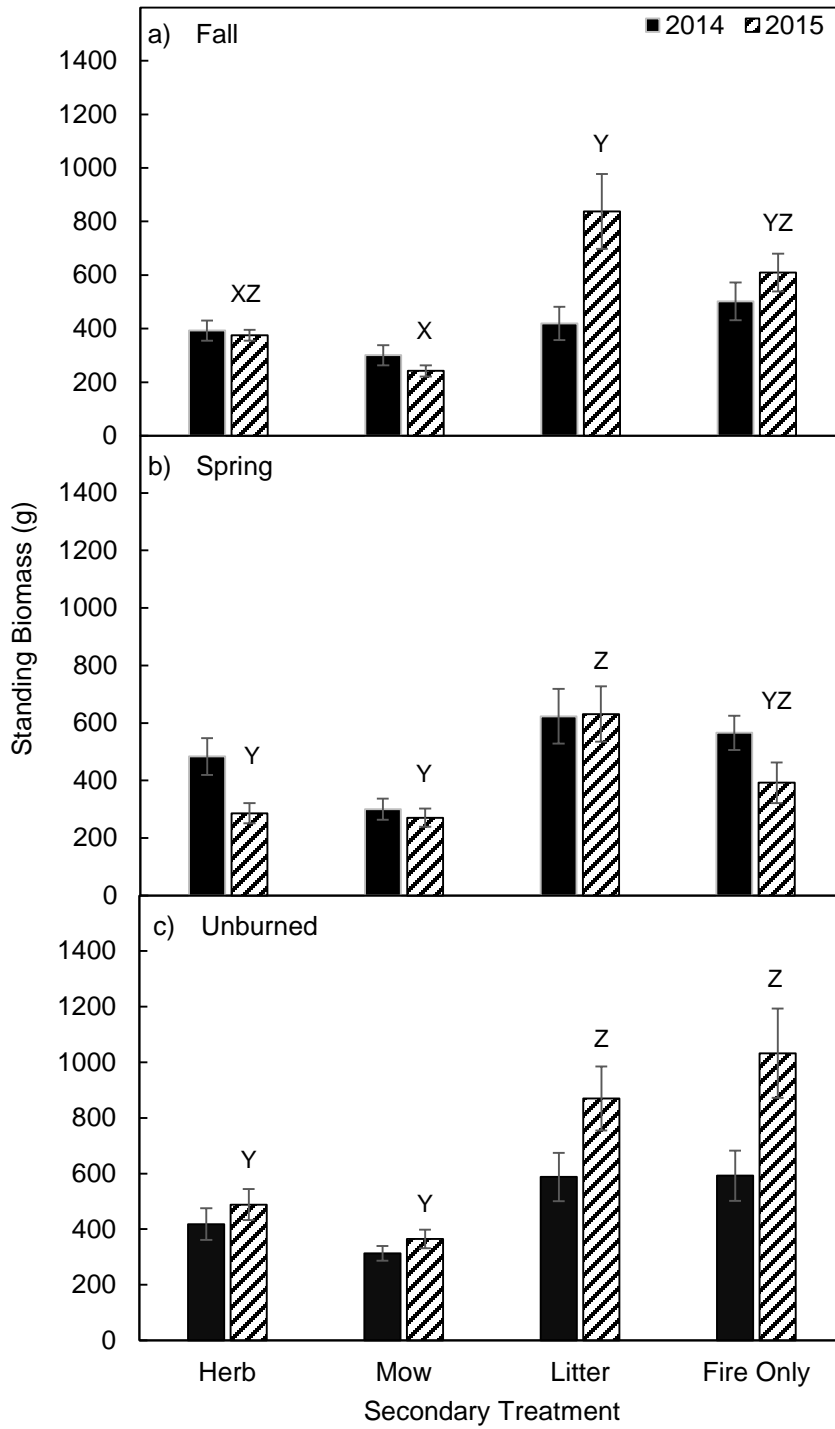 a) Fall
2014 2015
1400
1200
1000
800
600
400
200
0
Y
YZ
XZ
X
b) Spring
1400
1200
1000
800
600
400
200
0
Z
YZ
Y
Y
Standing Biomass (g)
c) Unburned
1400
1200
1000
800
600
400
200
0
Z
Z
Y
Y
Herb Mow Litter Fire Only
Secondary Treatment